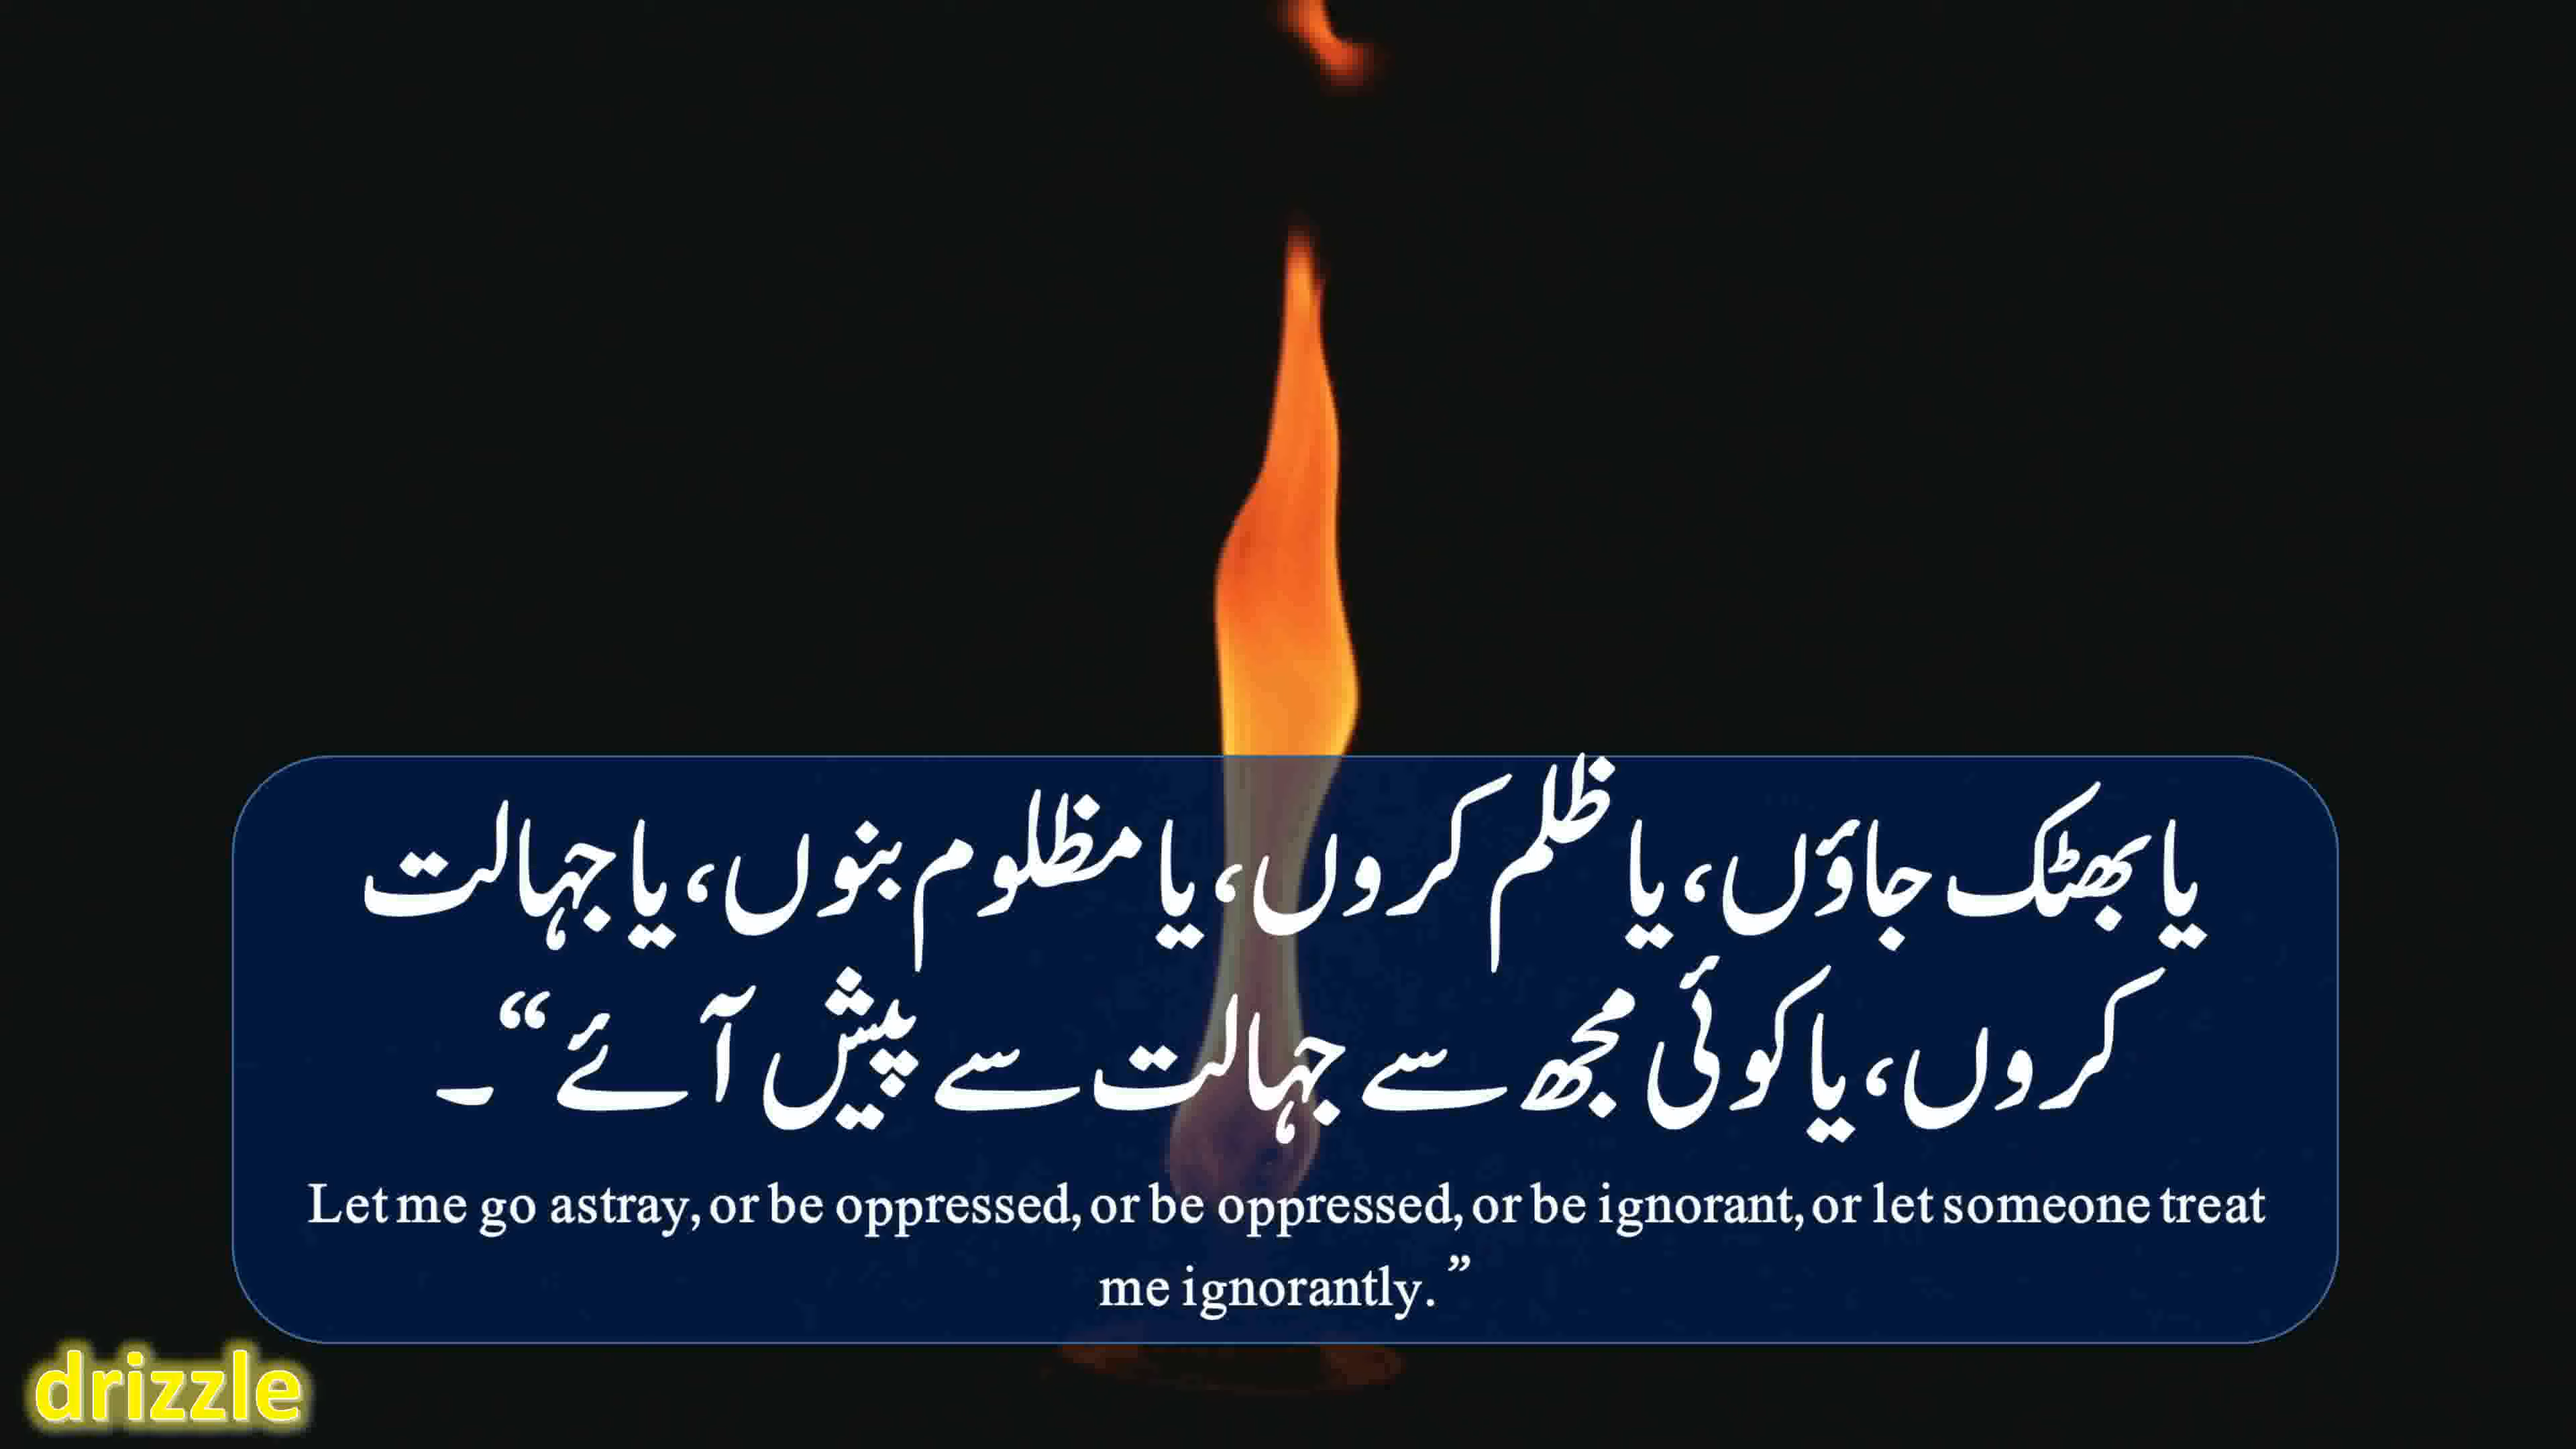 یا بھٹک جاؤں، یا ظلم کروں، یا مظلوم بنوں، یا جہالت
کروں، یا کوئی مجھ سے جہالت سے پیش آئے“۔
Let me go astray, or be oppressed, or be oppressed, or be ignorant, or let someone treat
me ignorantly.”
drizzle